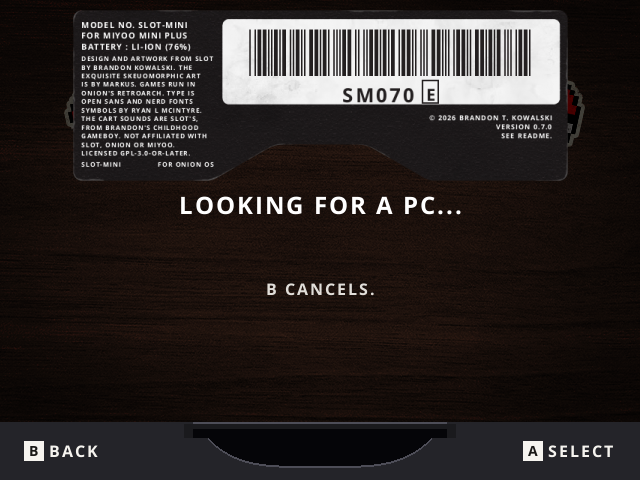 MODEL NO. SLOT-MINI
FOR MIYOO MINI PLUS
BATTERY : LI-ION (76%)
DESIGN AND ARTWORK FROM SLOT
BY BRANDON KOWALSKI. THE
EXQUISITE SKEUOMORPHIC ART
IS BY MARKUS. GAMES RUN IN
ONION'S RETROARCH. TYPE IS
OPEN SANS AND NERD FONTS
SYMBOLS BY RYAN L MCINTYRE.
THE CART SOUNDS ARE SLOT'S,
FROM BRANDON'S CHILDHOOD
GAMEBOY. NOT AFFILIATED WITH
SLOT, ONION OR MIYOO.
LICENSED GPL-3.0-OR-LATER.
SLOT-MINI FOR ONION OS
SM070 E
© 2026 BRANDON T. KOWALSKI
VERSION 0.7.0
SEE README.
LOOKING FOR A PC...
B CANCELS.
B BACK
A SELECT